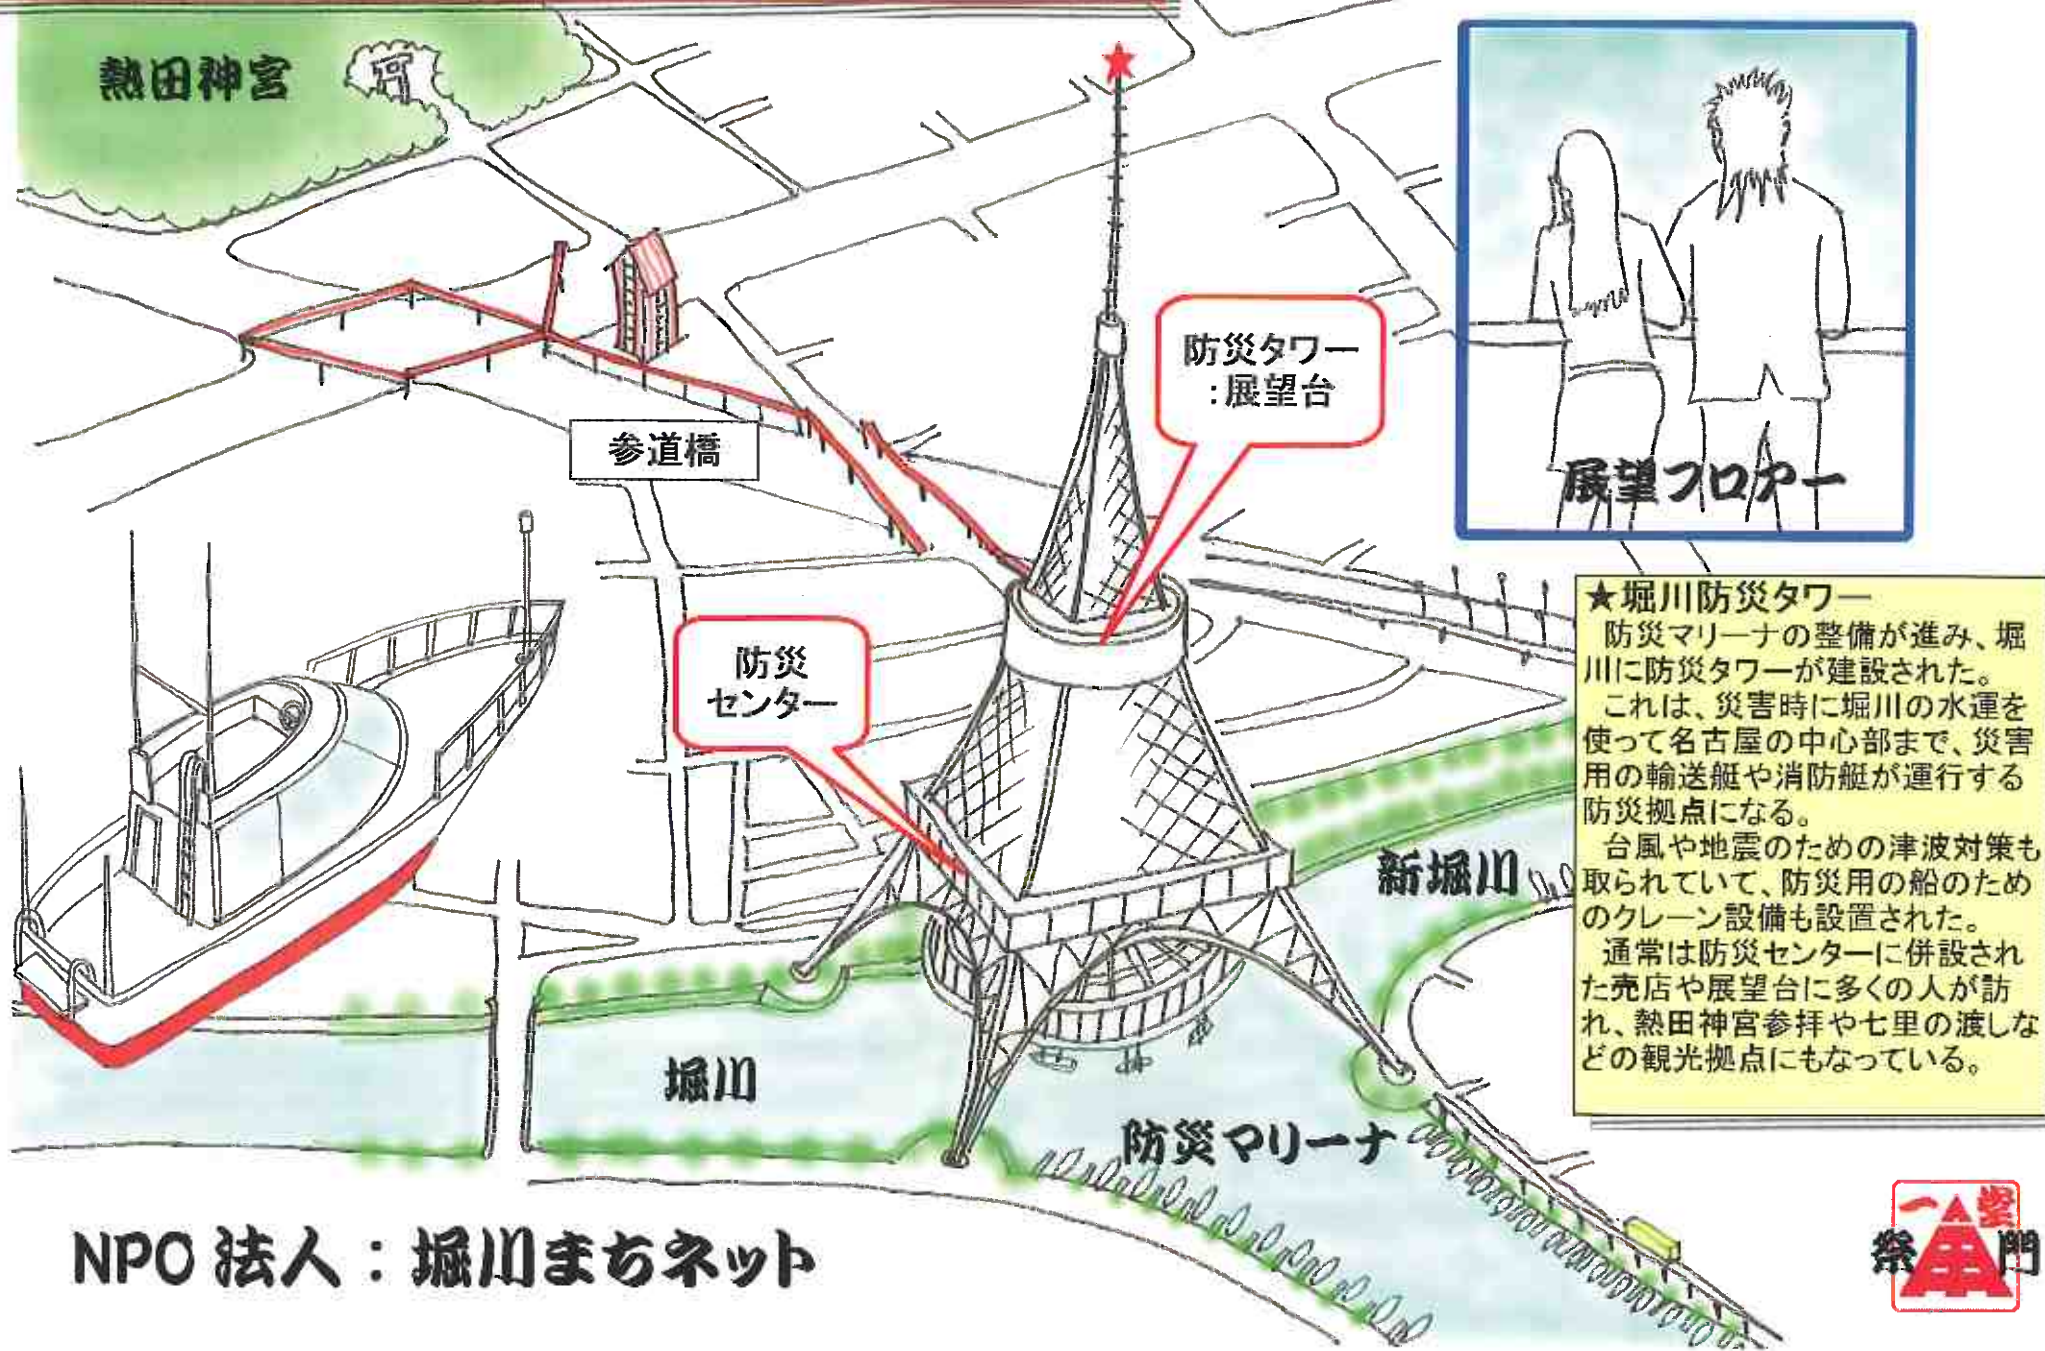 熱田神宮
防災タワー
:展望台
展望フロアー
参道橋
防災
センター
★堀川防災タワー
防災マリーナの整備が進み、堀
川に防災タワーが建設された。
これは、災害時に堀川の水運を
使って名古屋の中心部まで、災害
用の輸送艇や消防艇が運行する
防災拠点になる。
台風や地震のための津波対策も
取られていて、防災用の船のため
のクレーン設備も設置された。
通常は防災センターに併設され
た売店や展望台に多くの人が訪
れ、熱田神宮参拝や七里の渡しな
どの観光拠点にもなっている。
新堀川
堀川
防災マリーナ
NPO 法人：堀川まちネット